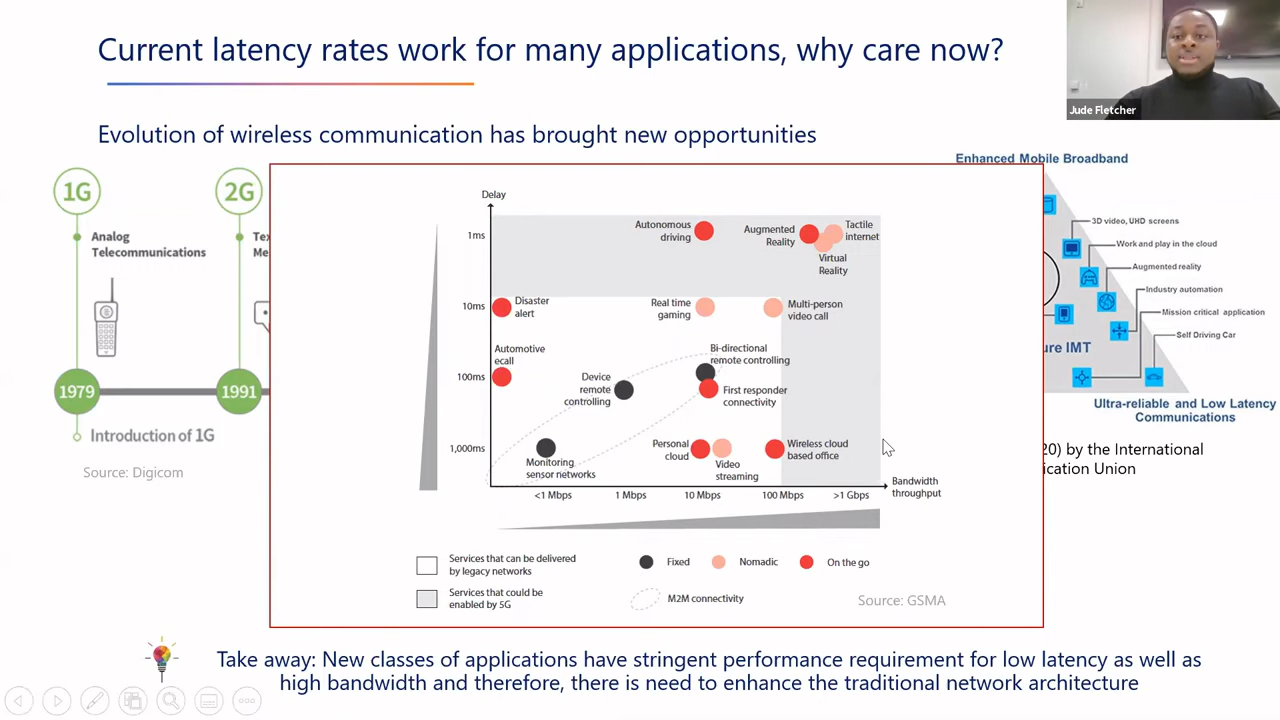 Current latency rates work for many applications, why care now?
Jude Fletcher
Evolution of wireless communication has brought new opportunities
1G
2G
Analog
Telecommunications
Tex
Me
1979
1991
Introduction of 1G
Source: Digicom
Delay
1ms
10ms
100ms
1,000ms
Autonomous
driving
Augmented
Reality
Tactile
internet
Virtual
Reality
Disaster
alert
Real time
gaming
Multi-person
video call
Automotive
ecall
Bi-directional
remote controlling
Device
remote
controlling
First responder
connectivity
Monitoring
sensor networks
Personal
cloud
Video
streaming
Wireless cloud
based office
<1 Mbps
1 Mbps
10 Mbps
100 Mbps
>1 Gbps
Bandwidth
throughput
Services that can be delivered
by legacy networks
Services that could be
enabled by 5G
Fixed
Nomadic
On the go
M2M connectivity
Source: GSMA
Enhanced Mobile Broadband
3D video, UHD screens
Work and play in the cloud
Augmented reality
Industry automation
Mission critical application
Self Driving Car
ure IMT
Ultra-reliable and Low Latency
Communications
20) by the International
ication Union
Take away: New classes of applications have stringent performance requirement for low latency as well as
high bandwidth and therefore, there is need to enhance the traditional network architecture